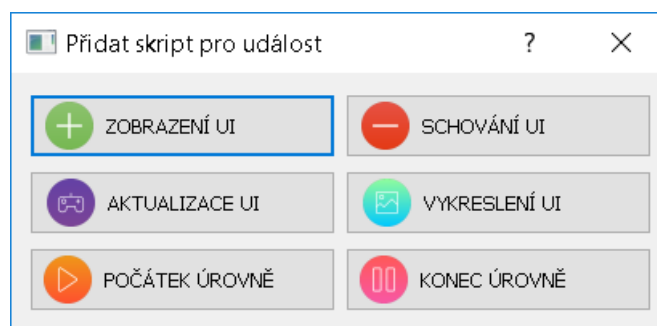 Přidat skript pro událost
ZOBRAZENÍ UI
SCHOVÁNÍ UI
AKTUALIZACE UI
VYKRESLENÍ UI
POČÁTEK ÚROVNĚ
KONEC ÚROVNĚ